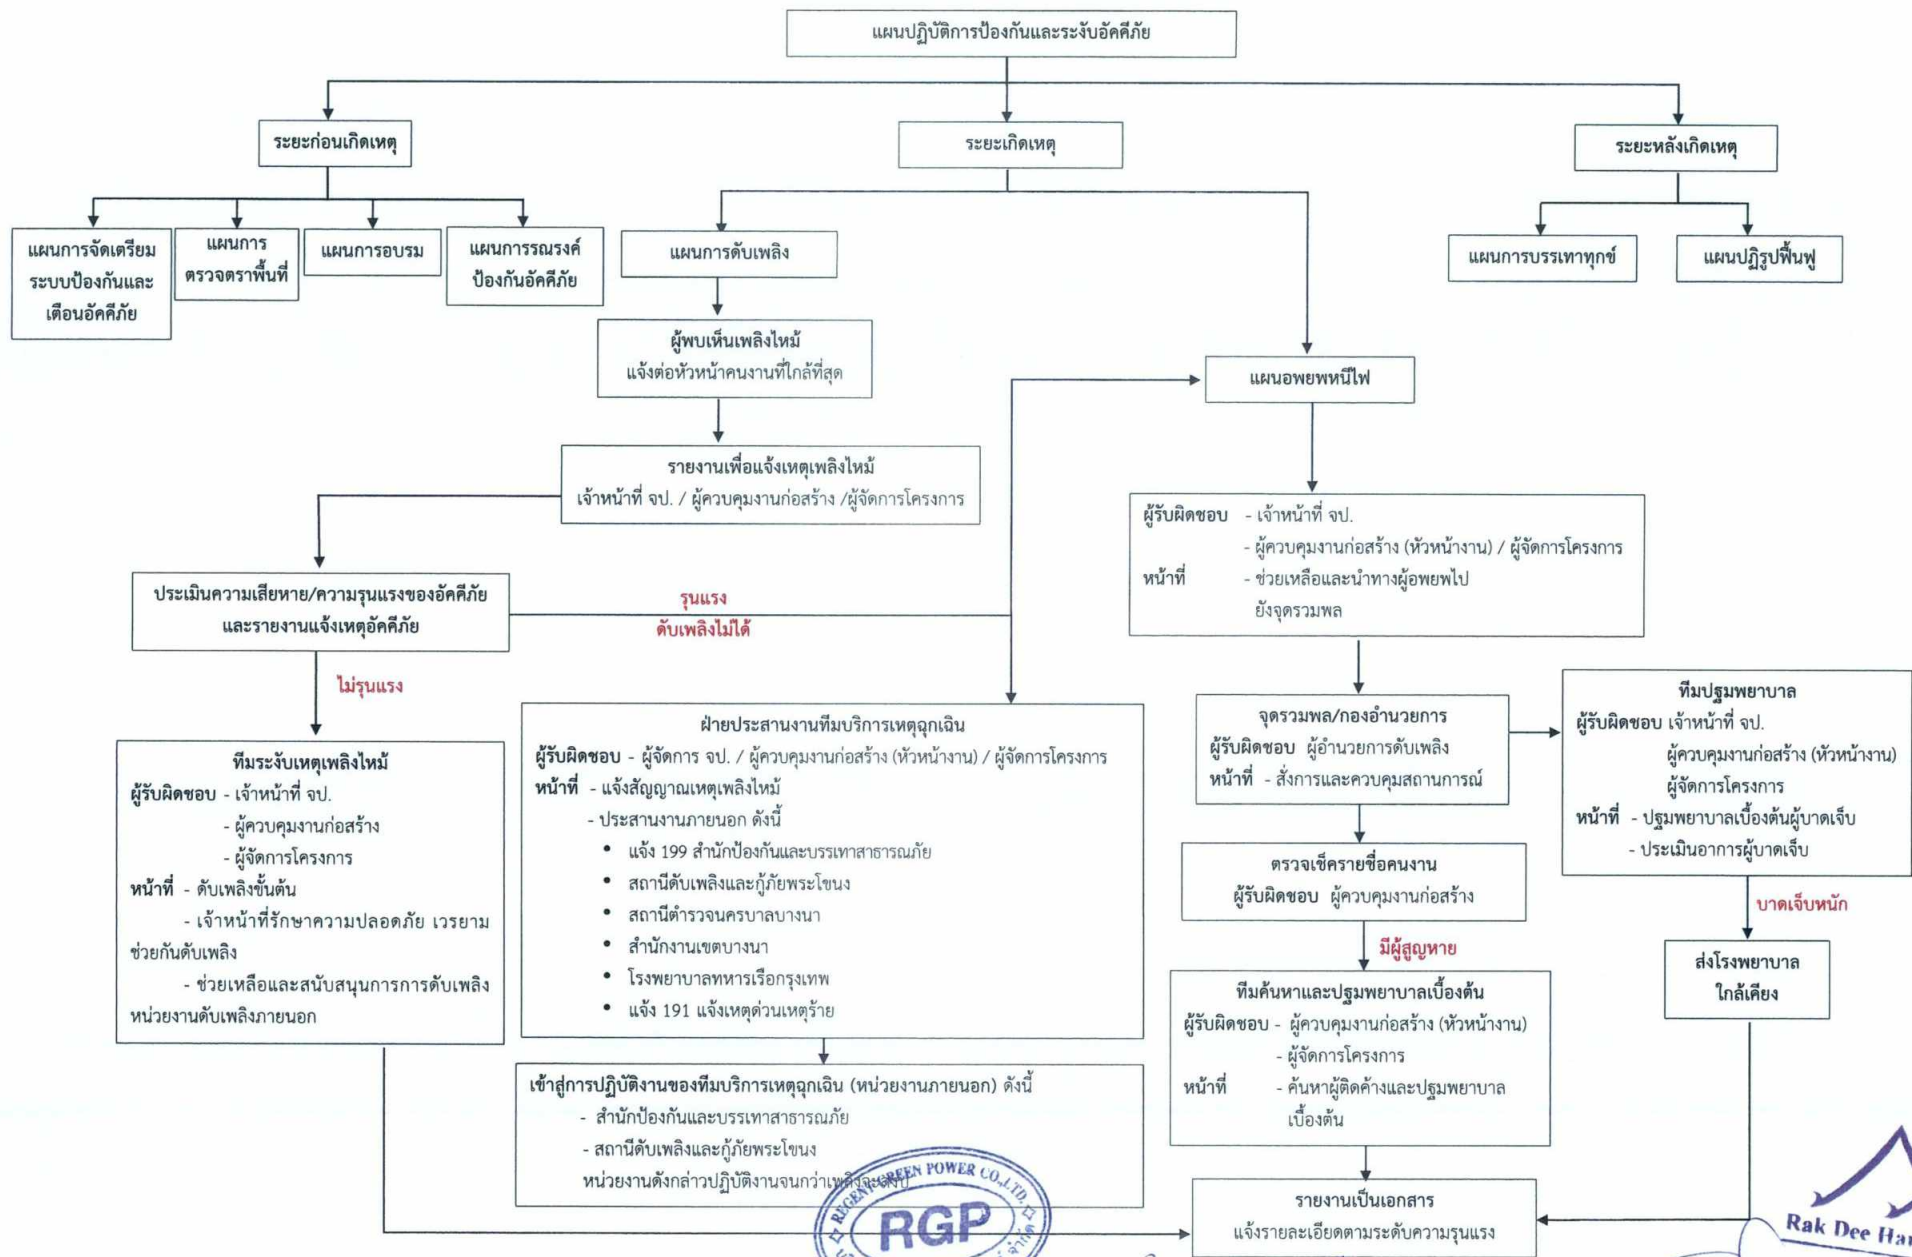 แผนปฏิบัติการป้องกันและระงับอัคคีภัย
ระยะก่อนเกิดเหตุ
ระยะเกิดเหตุ
ระยะหลังเกิดเหตุ
แผนการจัดเตรียม
ระบบป้องกันและ
เตือนอัคคีภัย
แผนการ
ตรวจตราพื้นที่
แผนการอบรม
แผนการรณรงค์
ป้องกันอัคคีภัย
แผนการดับเพลิง
แผนการบรรเทาทุกข์
แผนปฏิรูปฟื้นฟู
ผู้พบเห็นเพลิงไหม้
แจ้งต่อหัวหน้าคนงานที่ใกล้ที่สุด
แผนอพยพหนีไฟ
รายงานเพื่อแจ้งเหตุเพลิงไหม้
เจ้าหน้าที่ จป. / ผู้ควบคุมงานก่อสร้าง /ผู้จัดการโครงการ
ผู้รับผิดชอบ - เจ้าหน้าที่ จป.
- ผู้ควบคุมงานก่อสร้าง (หัวหน้างาน) / ผู้จัดการโครงการ
หน้าที่ - ช่วยเหลือและนำทางผู้อพยพไป
ยังจุดรวมพล
ประเมินความเสียหาย/ความรุนแรงของอัคคีภัย
และรายงานแจ้งเหตุอัคคีภัย
รุนแรง
ดับเพลิงไม่ได้
ไม่รุนแรง
ทีมระงับเหตุเพลิงไหม้
ผู้รับผิดชอบ - เจ้าหน้าที่ จป.
- ผู้ควบคุมงานก่อสร้าง
- ผู้จัดการโครงการ
หน้าที่ - ดับเพลิงขั้นต้น
- เจ้าหน้าที่รักษาความปลอดภัย เวรยาม
ช่วยกันดับเพลิง
- ช่วยเหลือและสนับสนุนการการดับเพลิง
หน่วยงานดับเพลิงภายนอก
ฝ่ายประสานงานทีมบริการเหตุฉุกเฉิน
ผู้รับผิดชอบ - ผู้จัดการ จป. / ผู้ควบคุมงานก่อสร้าง (หัวหน้างาน) / ผู้จัดการโครงการ
หน้าที่ - แจ้งสัญญาณเหตุเพลิงไหม้
- ประสานงานภายนอก ดังนี้
• แจ้ง 199 สำนักป้องกันและบรรเทาสาธารณภัย
• สถานีดับเพลิงและกู้ภัยพระโขนง
• สถานีตำรวจนครบาลบางนา
• สำนักงานเขตบางนา
• โรงพยาบาลทหารเรือกรุงเทพ
• แจ้ง 191 แจ้งเหตุด่วนเหตุร้าย
เข้าสู่การปฏิบัติงานของทีมบริการเหตุฉุกเฉิน (หน่วยงานภายนอก) ดังนี้
- สำนักป้องกันและบรรเทาสาธารณภัย
- สถานีดับเพลิงและกู้ภัยพระโขนง
หน่วยงานดังกล่าวปฏิบัติงานจนกว่าเพลิงจะสงบ
จุดรวมพล/กองอำนวยการ
ผู้รับผิดชอบ ผู้อำนวยการดับเพลิง
หน้าที่ - สั่งการและควบคุมสถานการณ์
ตรวจเช็ครายชื่อคนงาน
ผู้รับผิดชอบ ผู้ควบคุมงานก่อสร้าง
มีผู้สูญหาย
ทีมค้นหาและปฐมพยาบาลเบื้องต้น
ผู้รับผิดชอบ - ผู้ควบคุมงานก่อสร้าง (หัวหน้างาน)
- ผู้จัดการโครงการ
หน้าที่ - ค้นหาผู้ติดค้างและปฐมพยาบาล
เบื้องต้น
ทีมปฐมพยาบาล
ผู้รับผิดชอบ เจ้าหน้าที่ จป.
ผู้ควบคุมงานก่อสร้าง (หัวหน้างาน)
ผู้จัดการโครงการ
หน้าที่ - ปฐมพยาบาลเบื้องต้นผู้บาดเจ็บ
- ประเมินอาการผู้บาดเจ็บ
บาดเจ็บหนัก
ส่งโรงพยาบาล
ใกล้เคียง
รายงานเป็นเอกสาร
แจ้งรายละเอียดตามระดับความรุนแรง
REGENT GREEN POWER CO.,LTD.
RGP
Rak Dee Har